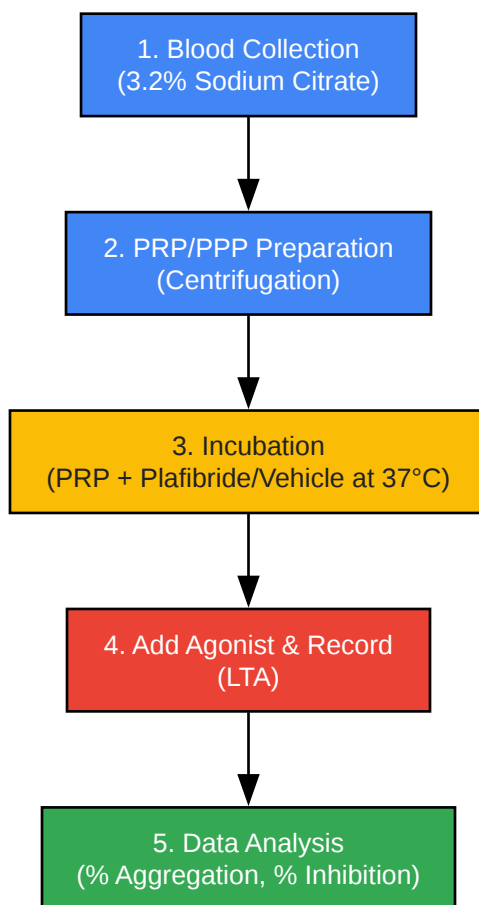 1. Blood Collection
(3.2% Sodium Citrate)
2. PRP/PPP Preparation
(Centrifugation)
3. Incubation
(PRP + Plafibride/Vehicle at 37°C)
4. Add Agonist & Record
(LTA)
5. Data Analysis
(% Aggregation, % Inhibition)